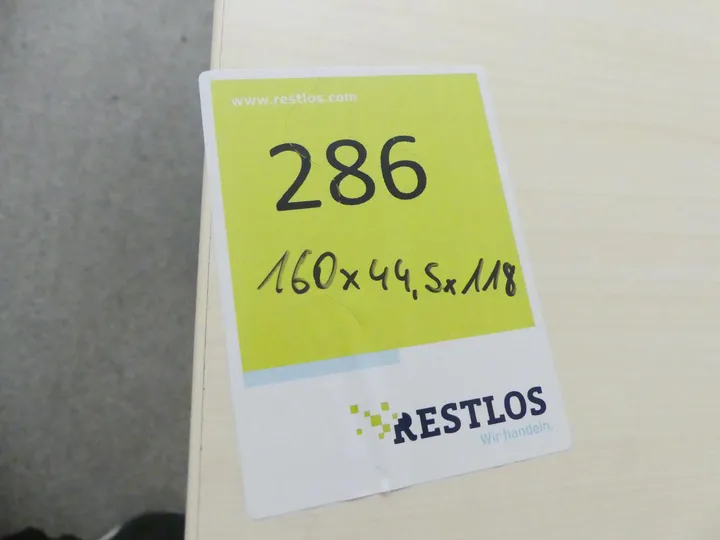 www.restlos.com
286
160x44,5x118
RESTLOS
Wir handeln.